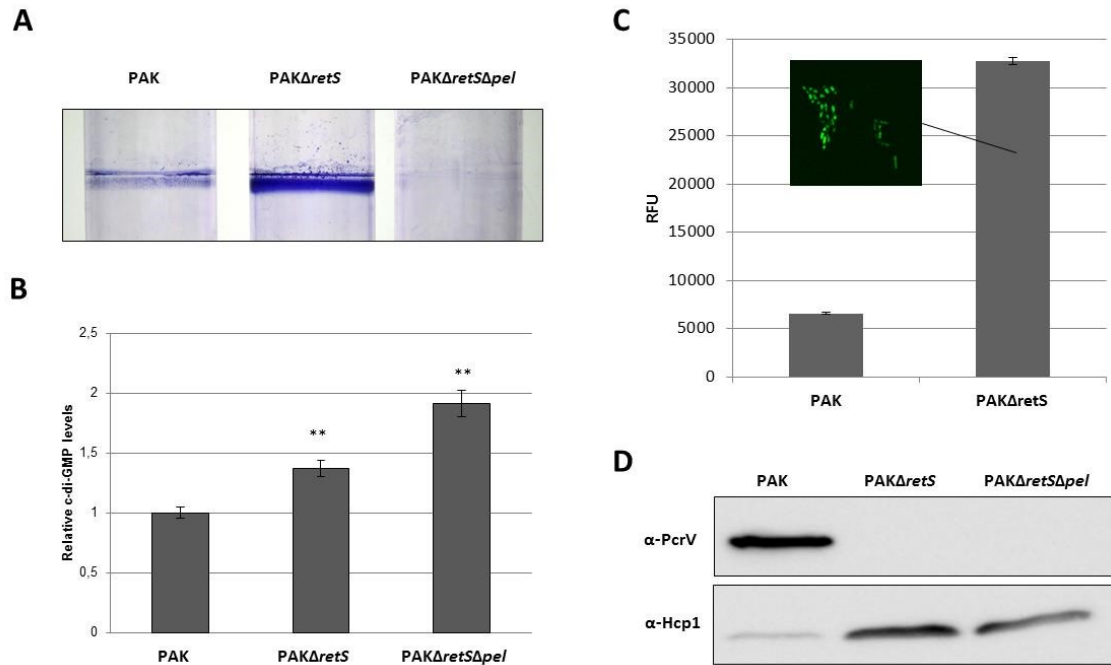 A
PAK PAKΔretS PAKΔretSΔpel
B
2,5
2
1,5
1
0,5
0
Relative c-di-GMP levels
**
**
PAK PAKΔretS PAKΔretSΔpel
C
35000
30000
25000
20000
15000
10000
5000
0
RFU
PAK PAKΔretS
D
PAK PAKΔretS PAKΔretSΔpel
α-PcrV
α-Hcp1